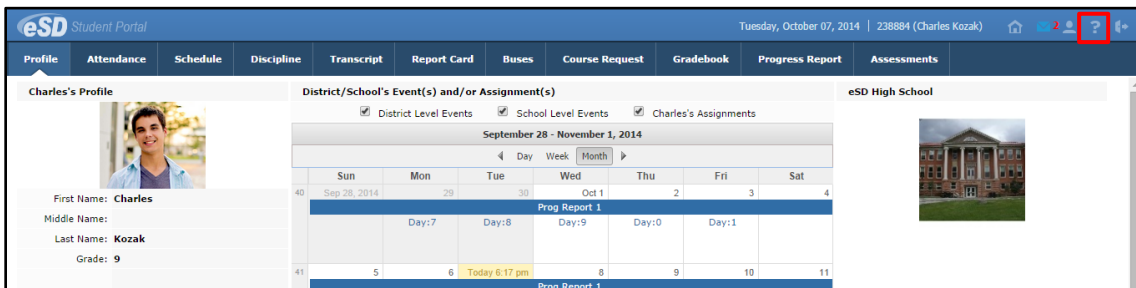 eSD Student Portal
Tuesday, October 07, 2014 | 238884 (Charles Kozak) 2 ?
Profile Attendance Schedule Discipline Transcript Report Card Buses Course Request Gradebook Progress Report Assessments
Charles's Profile
First Name: Charles
Middle Name:
Last Name: Kozak
Grade: 9
District/School's Event(s) and/or Assignment(s)
District Level Events School Level Events Charles's Assignments
September 28 - November 1, 2014
Day Week Month
Sun Mon Tue Wed Thu Fri Sat
40 Sep 28, 2014 29 30 Oct 1 2 3 4
Prog Report 1
Day:7 Day:8 Day:9 Day:0 Day:1
41 5 6 Today 6:17 pm 8 9 10 11
Prog Report 1
eSD High School